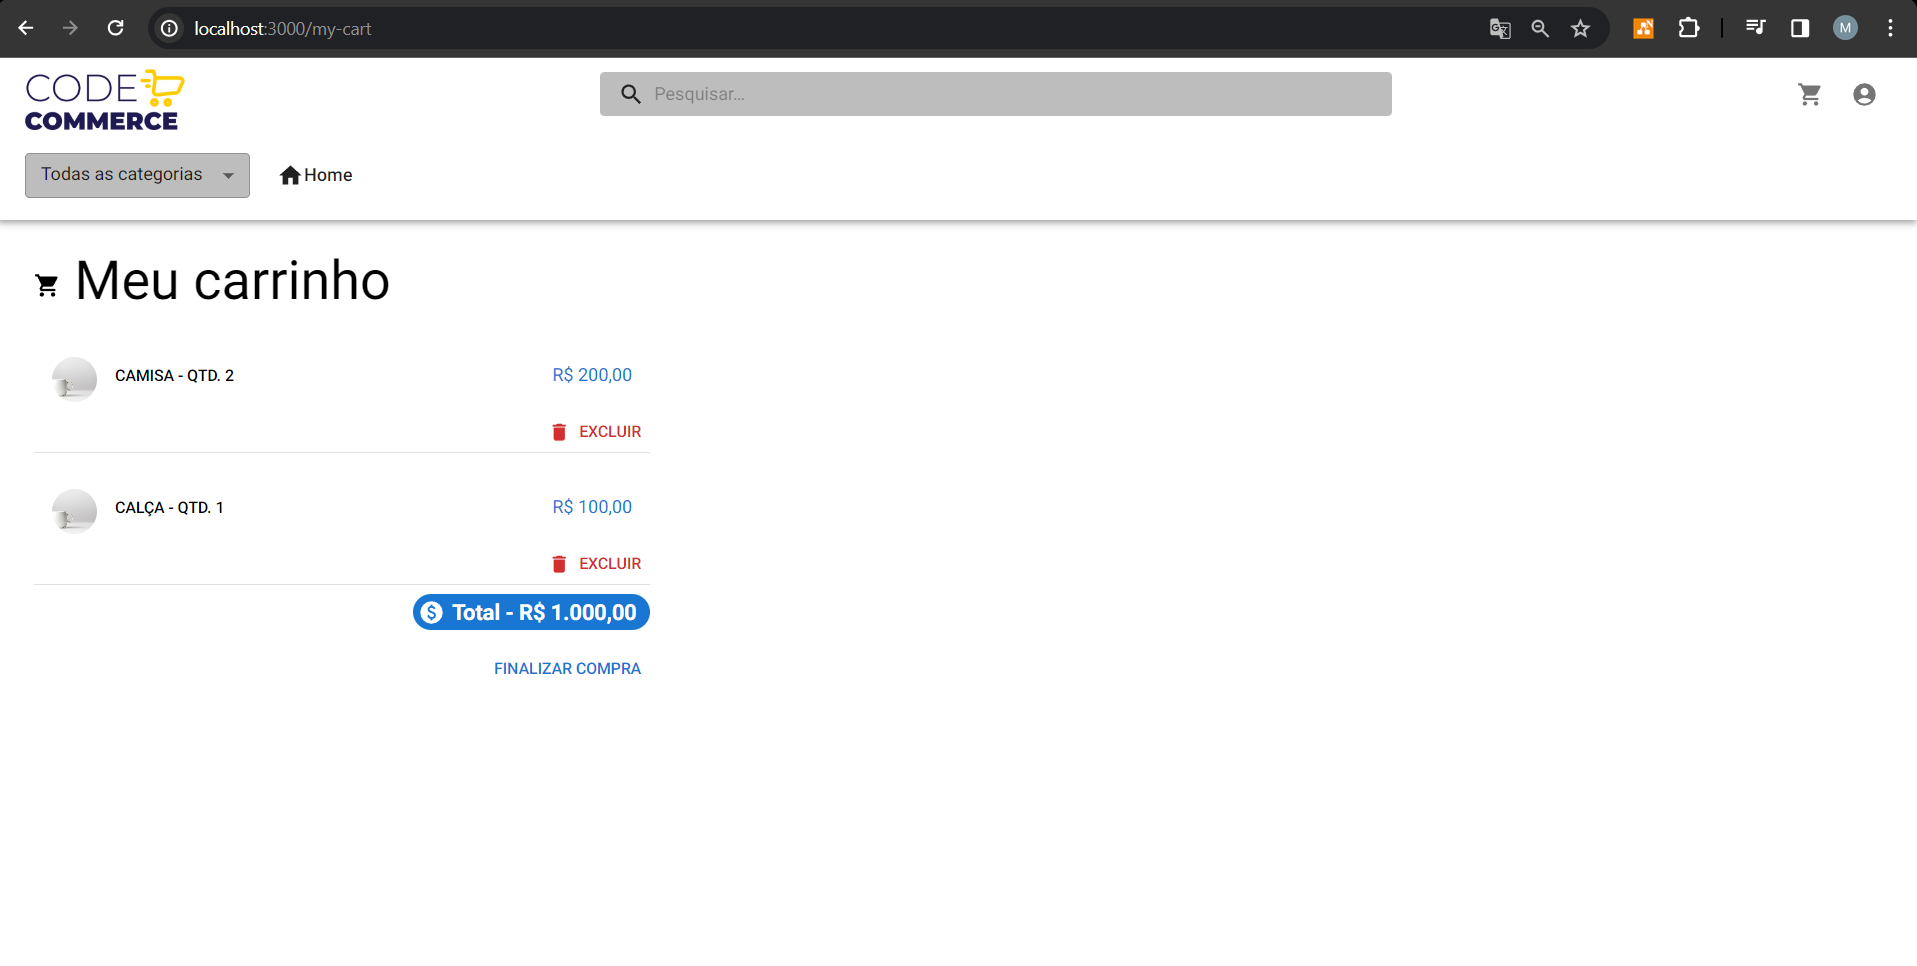 localhost:3000/my-cart
M
CODE
COMMERCE
Pesquisar...
Todas as categorias
Home
Meu carrinho
CAMISA - QTD. 2 R$ 200,00
EXCLUIR
CALÇA - QTD. 1 R$ 100,00
EXCLUIR
Total - R$ 1.000,00
FINALIZAR COMPRA